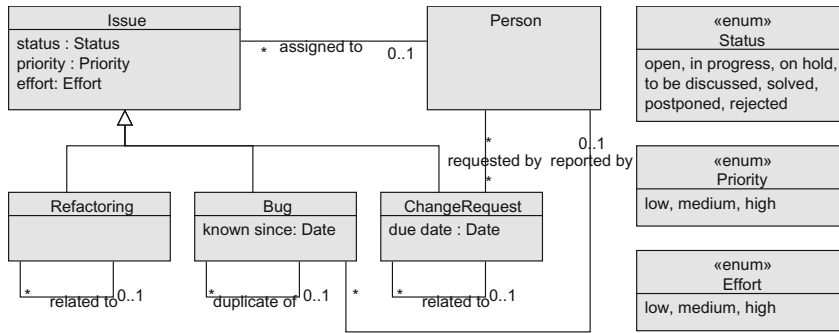 Issue
status : Status
priority : Priority
effort: Effort
* assigned to 0..1
Person
«enum»
Status
open, in progress, on hold,
to be discussed, solved,
postponed, rejected
* 0..1
requested by reported by
*
«enum»
Priority
low, medium, high
Refactoring
Bug
known since: Date
ChangeRequest
due date : Date
* 0..1
related to
* 0..1
duplicate of
*
* 0..1
related to
«enum»
Effort
low, medium, high